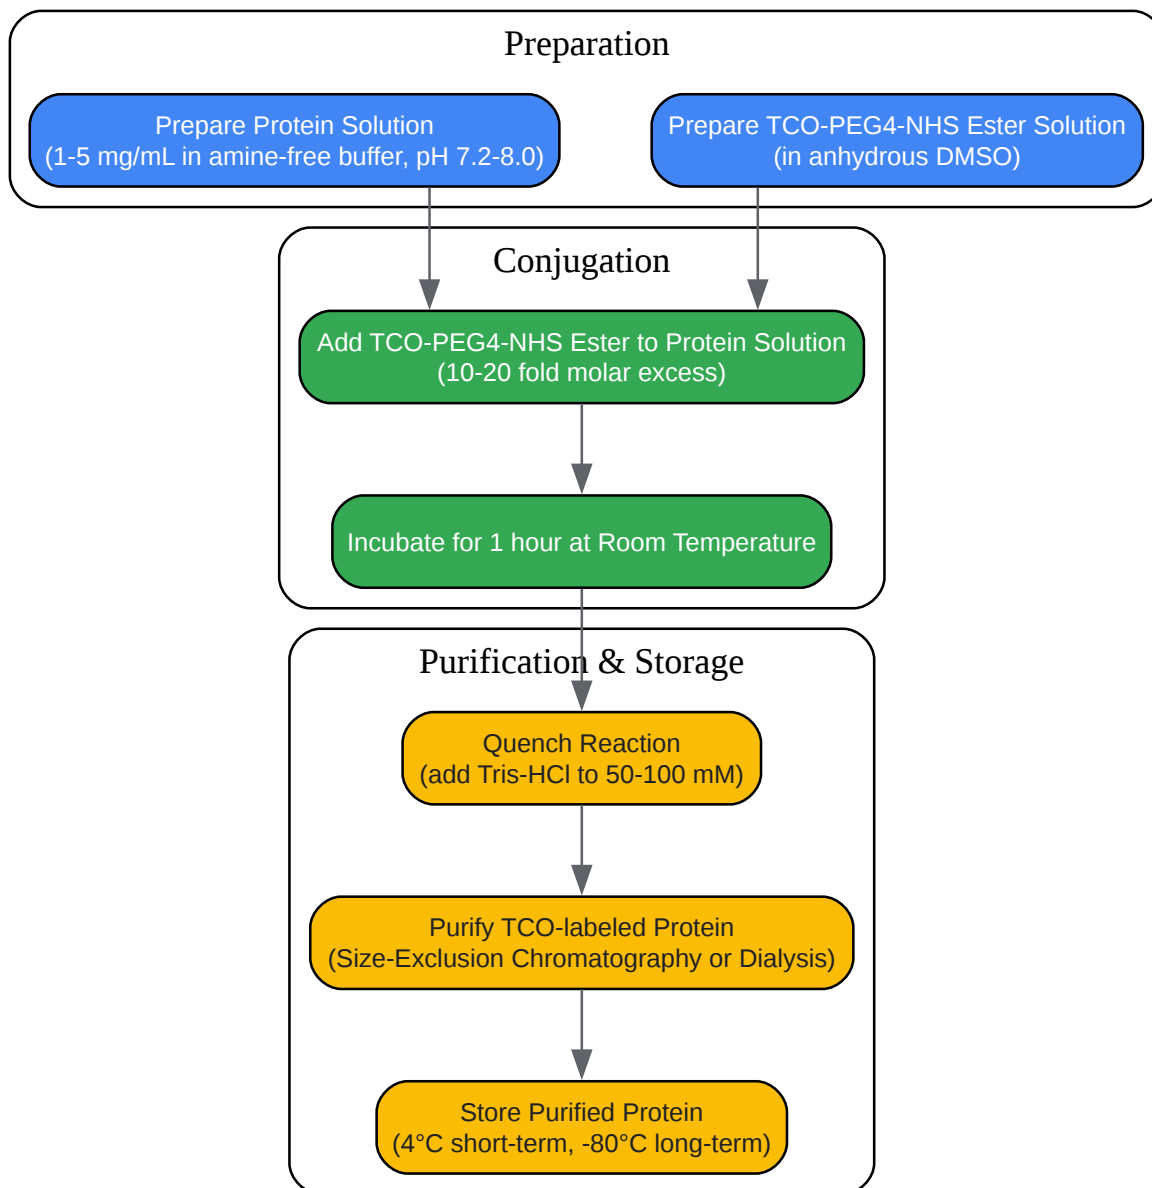 Preparation
Prepare Protein Solution
(1-5 mg/mL in amine-free buffer, pH 7.2-8.0)
Prepare TCO-PEG4-NHS Ester Solution
(in anhydrous DMSO)
Conjugation
Add TCO-PEG4-NHS Ester to Protein Solution
(10-20 fold molar excess)
Incubate for 1 hour at Room Temperature
Purification & Storage
Quench Reaction
(add Tris-HCl to 50-100 mM)
Purify TCO-labeled Protein
(Size-Exclusion Chromatography or Dialysis)
Store Purified Protein
(4°C short-term, -80°C long-term)